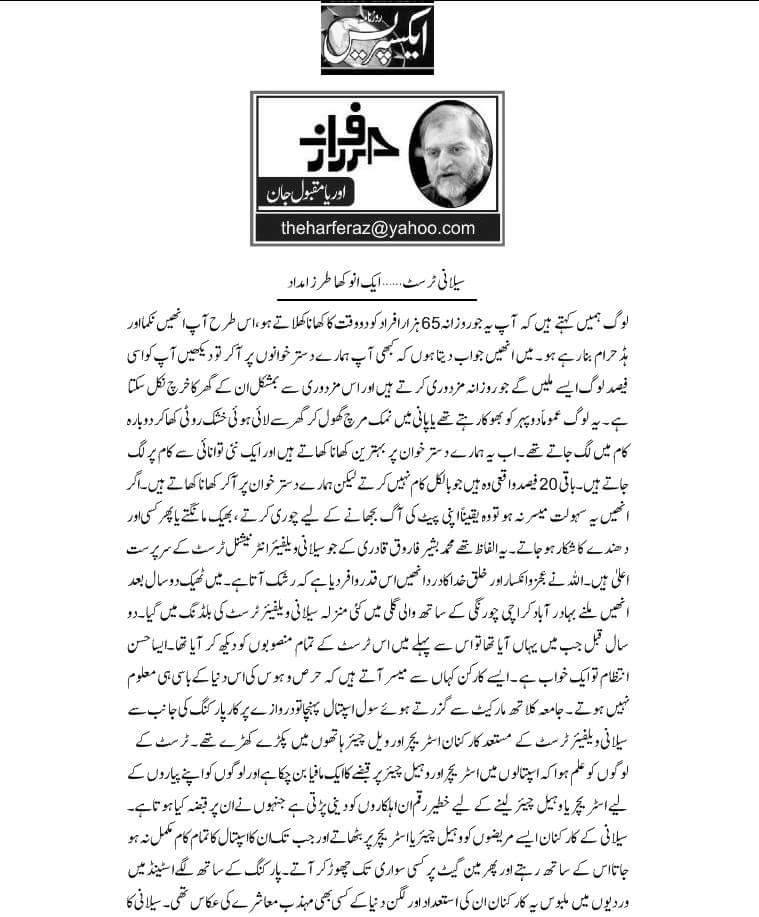 روزنامہ
ایکسپریس
حرف راز
اوریا مقبول جان
theharferaz@yahoo.com
سیلانی ٹرسٹ......ایک انوکھا طرز امداد
لوگ ہمیں کہتے ہیں کہ آپ یہ جو روزانہ 65 ہزار افراد کو دو وقت کا کھانا کھلاتے ہو، اس طرح آپ انھیں نکما اور
ہڈ حرام بنا رہے ہو۔ میں انھیں جواب دیتا ہوں کہ کبھی آپ ہمارے دستر خوانوں پر آ کر تو دیکھیں آپ کو اسی
فیصد لوگ ایسے ملیں گے جو روزانہ مزدوری کرتے ہیں اور اس مزدوری سے بمشکل ان کے گھر کا خرچ نکل سکتا
ہے۔ یہ لوگ عموماً دوپہر کو بھوکا رہتے تھے یا پانی میں نمک مرچ گھول کر گھر سے لائی ہوئی خشک روٹی کھا کر دوبارہ
کام میں لگ جاتے تھے۔ اب یہ ہمارے دستر خوان پر بہترین کھانا کھاتے ہیں اور ایک نئی توانائی سے کام پر لگ
جاتے ہیں۔ باقی 20 فیصد واقعی وہ ہیں جو بالکل کام نہیں کرتے لیکن ہمارے دستر خوان پر آ کر کھانا کھاتے ہیں۔ اگر
انھیں یہ سہولت میسر نہ ہو تو وہ یقیناً اپنی پیٹ کی آگ بجھانے کے لیے چوری کرتے، بھیک مانگتے یا پھر کسی اور
دھندے کا شکار ہو جاتے۔ یہ الفاظ تھے محمد بشیر فاروق قادری کے جو سیلانی ویلفیئر انٹرنیشنل ٹرسٹ کے سرپرست
اعلیٰ ہیں۔ اللہ نے عجز و انکسار اور خلق خدا کا درد انھیں اس قدر وافر دیا ہے کہ رشک آتا ہے۔ میں ٹھیک دو سال بعد
انھیں ملنے بہادر آباد کراچی چورنگی کے ساتھ والی گلی میں کئی منزلہ سیلانی ویلفیئر ٹرسٹ کی بلڈنگ میں گیا۔ دو
سال قبل جب میں یہاں آیا تھا تو اس سے پہلے میں اس ٹرسٹ کے تمام منصوبوں کو دیکھ کر آیا تھا۔ ایسا حسن
انتظام تو ایک خواب ہے۔ ایسے کارکن کہاں سے میسر آتے ہیں کہ حرص و ہوس کی اس دنیا کے باسی ہی معلوم
نہیں ہوتے۔ جامعہ کلاتھ مارکیٹ سے گزرتے ہوئے سول اسپتال پہنچا تو دروازے پر کار پارکنگ کی جانب سے
سیلانی ویلفیئر ٹرسٹ کے مستعد کارکنان اسٹریچر اور ویل چیئر ہاتھوں میں پکڑے کھڑے تھے۔ ٹرسٹ کے
لوگوں کو علم ہوا کہ اسپتالوں میں اسٹریچر اور وہیل چیئر پر قبضے کا ایک مافیا بن چکا ہے اور لوگوں کو اپنے پیاروں کے
لیے اسٹریچر یا وہیل چیئر لینے کے لیے خطیر رقم ان اہلکاروں کو دینی پڑتی ہے جنہوں نے ان پر قبضہ کیا ہوتا ہے۔
سیلانی کے کارکنان ایسے مریضوں کو وہیل چیئر یا اسٹریچر پر بٹھاتے اور جب تک ان کا اسپتال کا تمام کام مکمل نہ ہو
جاتا اس کے ساتھ رہتے اور پھر مین گیٹ پر کسی سواری تک چھوڑ کر آتے۔ پارکنگ کے ساتھ لگے اسٹینڈ میں
وردیوں میں ملبوس یہ کارکنان ان کی استعداد اور لگن دنیا کے کسی بھی مہذب معاشرے کی عکاس تھی۔ سیلانی کا